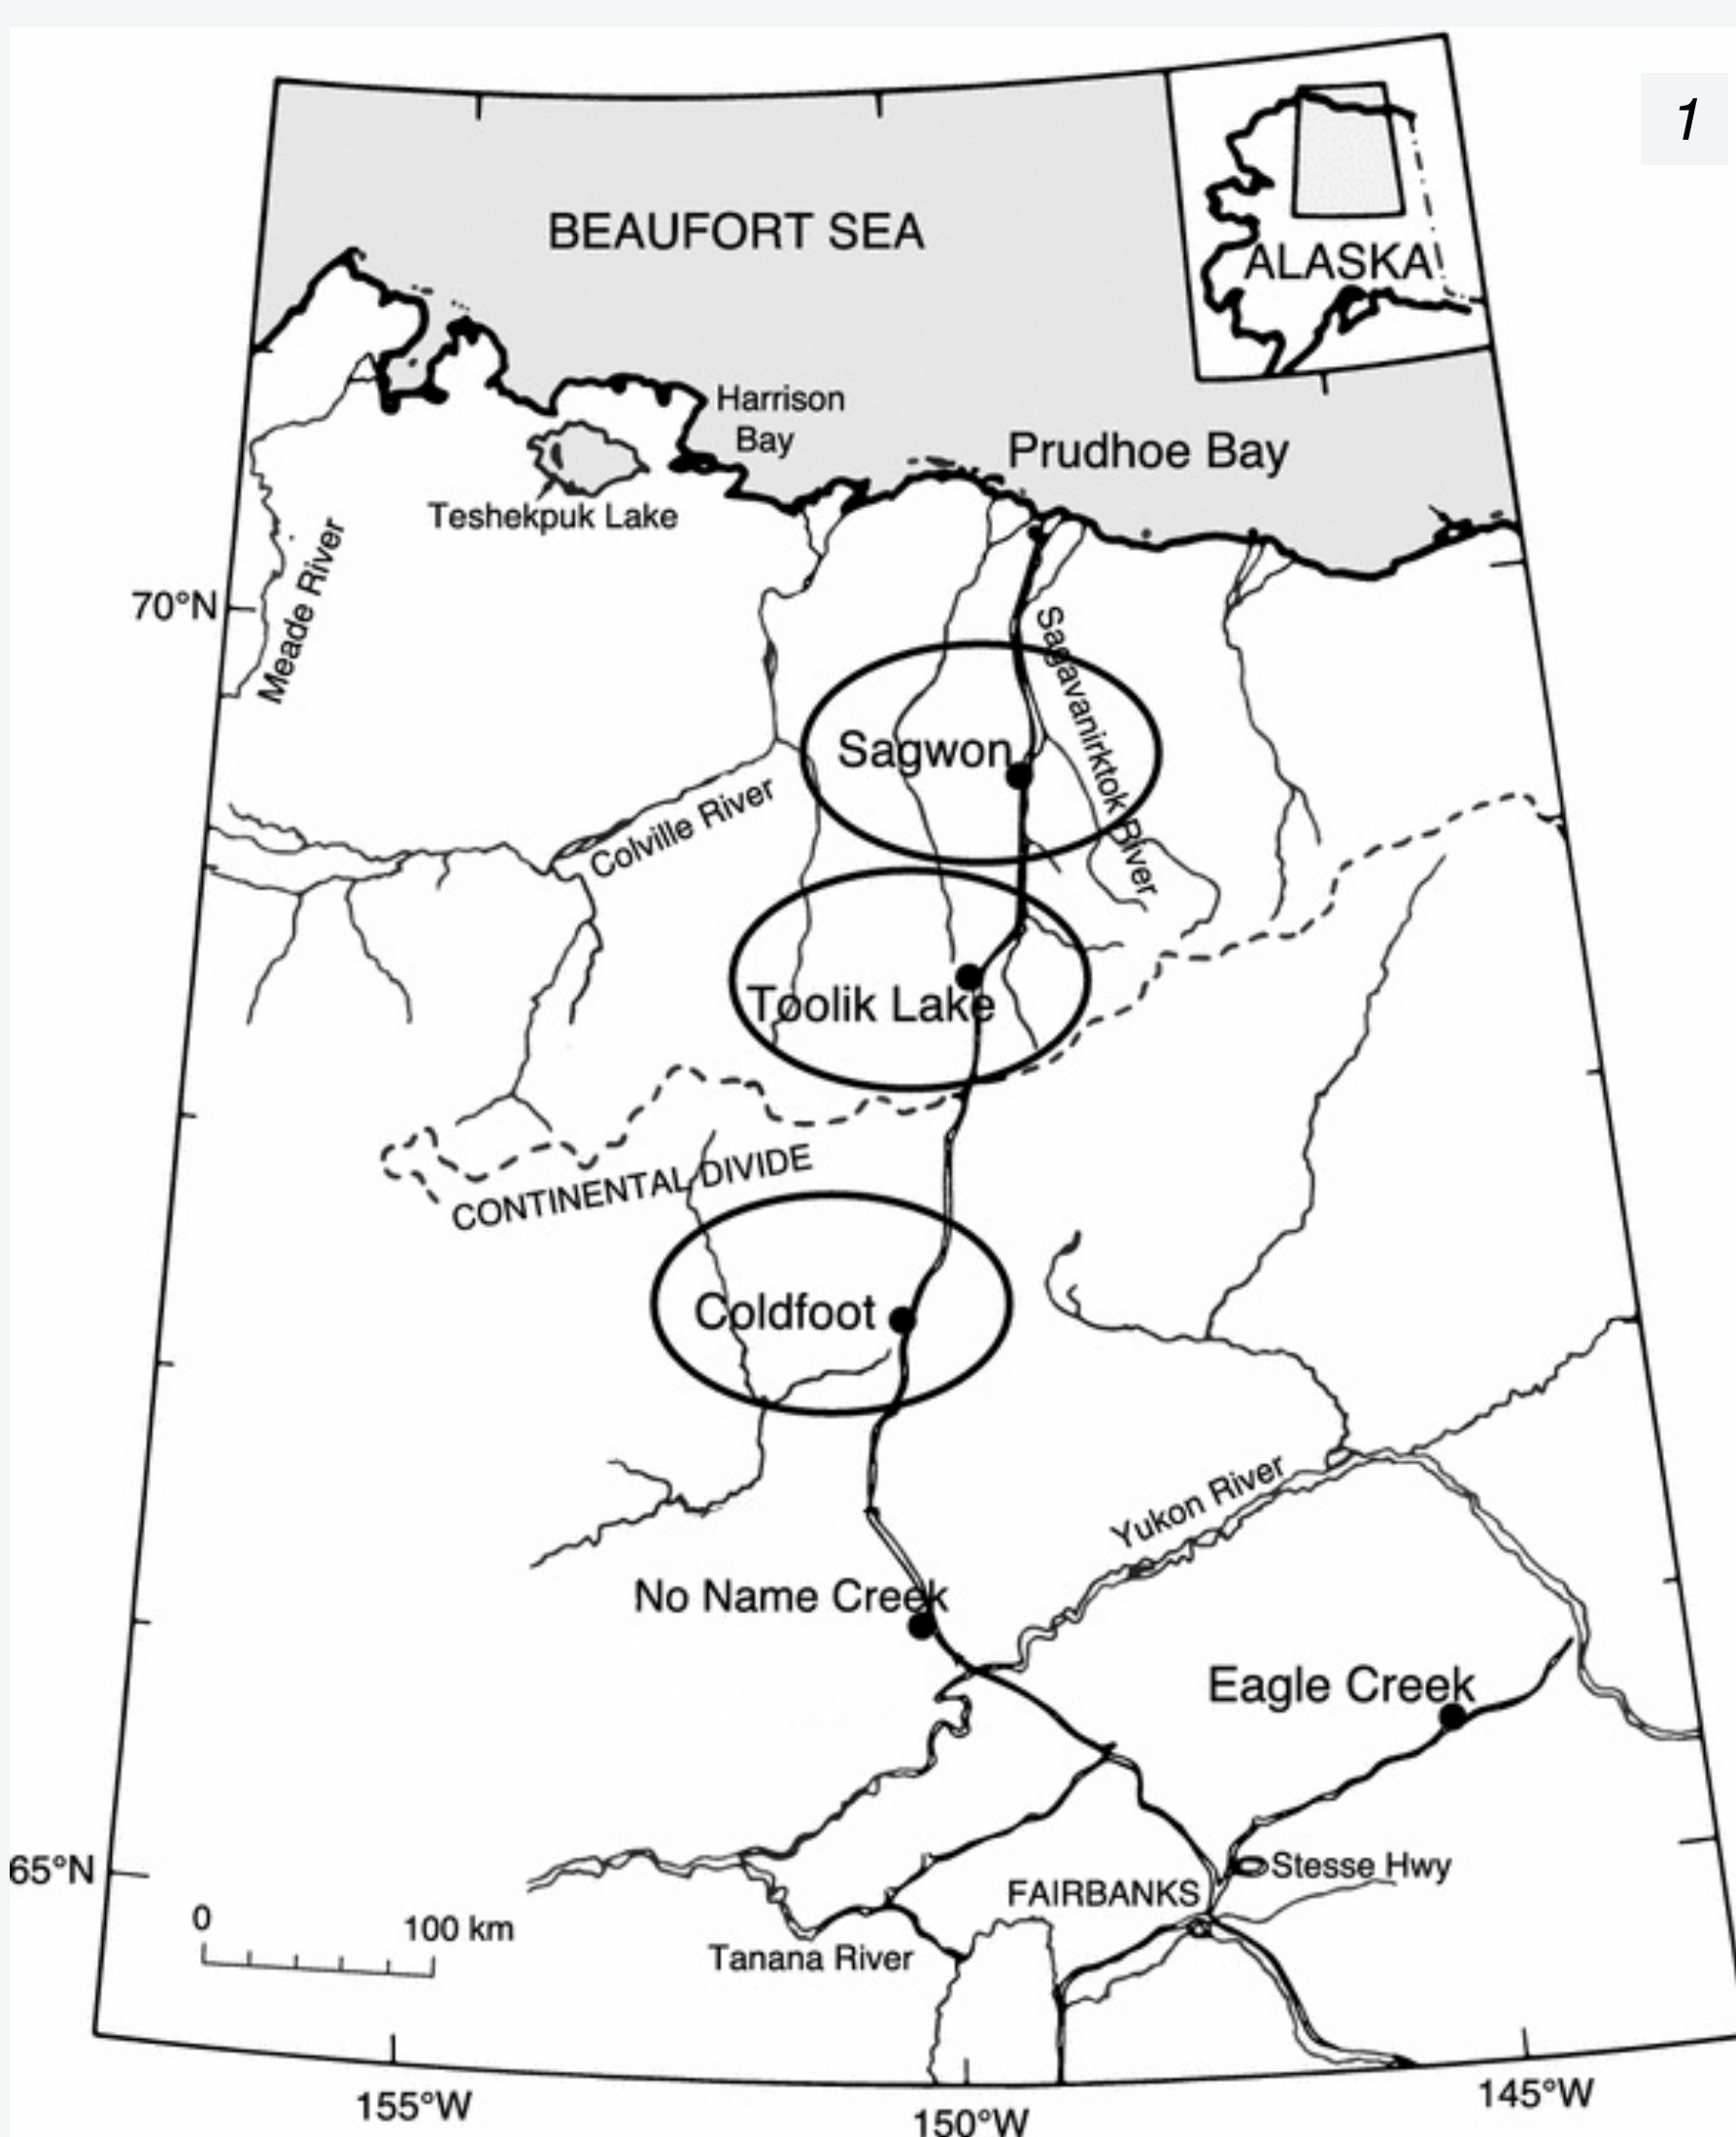 1
BEAUFORT SEA
ALASKA
Harrison
Bay
Prudhoe Bay
Teshekpuk Lake
Meade River
70°N
Sagavanirktok River
Sagwon
Colville River
Toolik Lake
CONTINENTAL DIVIDE
Coldfoot
Yukon River
No Name Creek
Eagle Creek
65°N
Stesse Hwy
FAIRBANKS
0
100 km
Tanana River
155°W
150°W
145°W